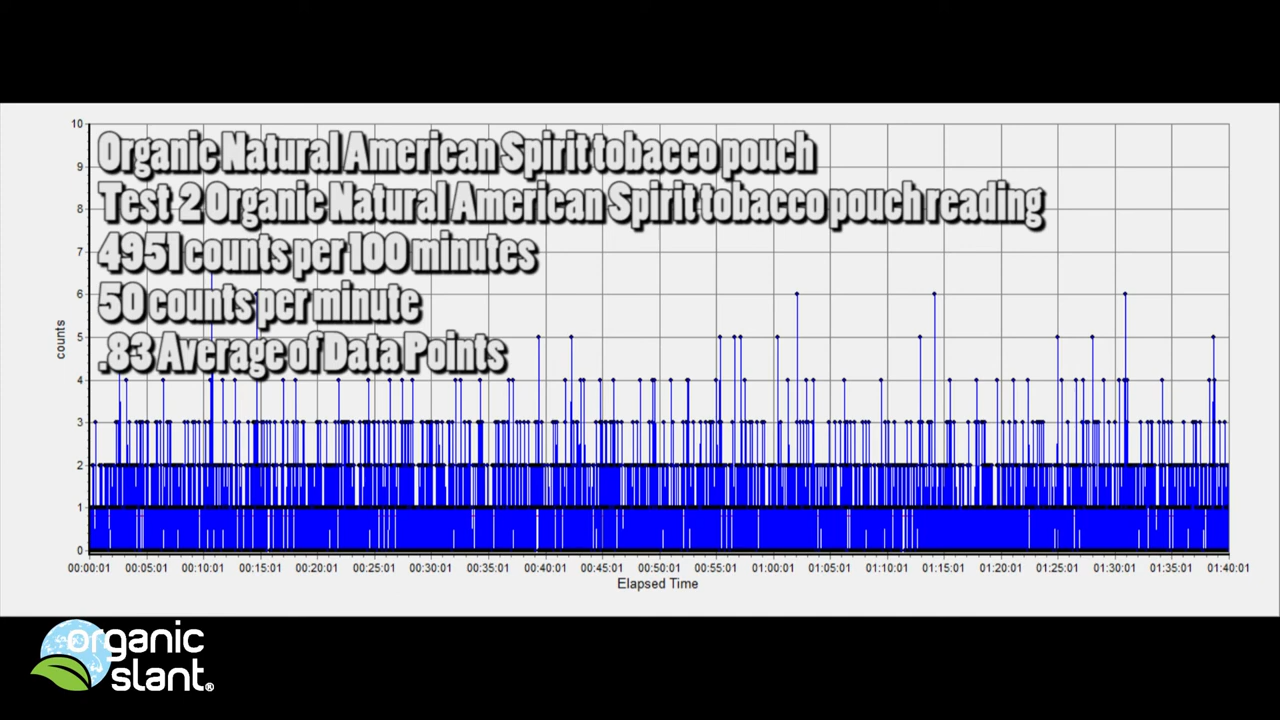 Organic Natural American Spirit tobacco pouch
Test 2 Organic Natural American Spirit tobacco pouch reading
4951 counts per 100 minutes
50 counts per minute
.83 Average of Data Points
10
9
8
7
6
5
4
3
2
1
0
counts
00:00:01 00:05:01 00:10:01 00:15:01 00:20:01 00:25:01 00:30:01 00:35:01 00:40:01 00:45:01 00:50:01 00:55:01 01:00:01 01:05:01 01:10:01 01:15:01 01:20:01 01:25:01 01:30:01 01:35:01 01:40:01
Elapsed Time
organic
slant.®